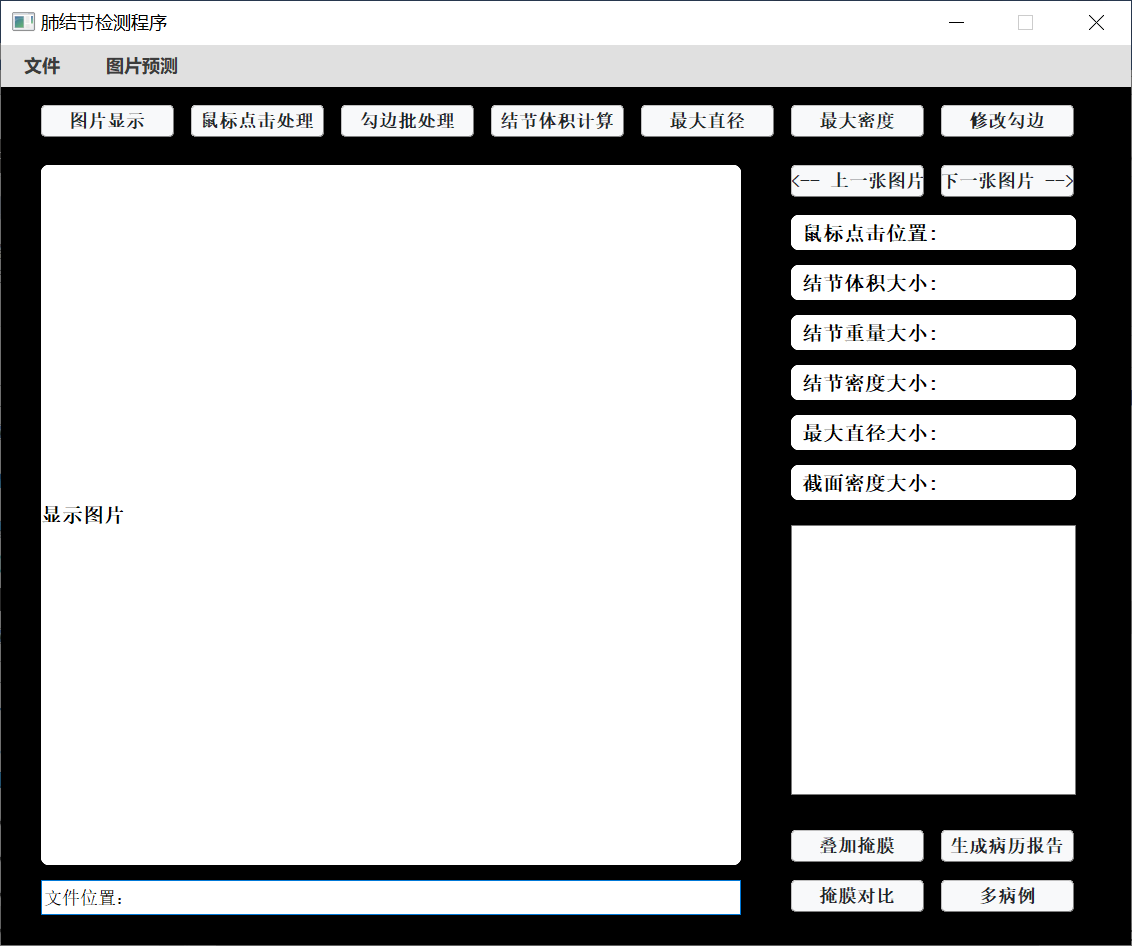 肺结节检测程序
文件 图片预测
图片显示 鼠标点击处理 勾边批处理 结节体积计算 最大直径 最大密度 修改勾边
<-- 上一张图片 下一张图片 -->
鼠标点击位置:
结节体积大小:
结节重量大小:
结节密度大小:
最大直径大小:
截面密度大小:
显示图片
叠加掩膜 生成病历报告
文件位置:
掩膜对比 多病例